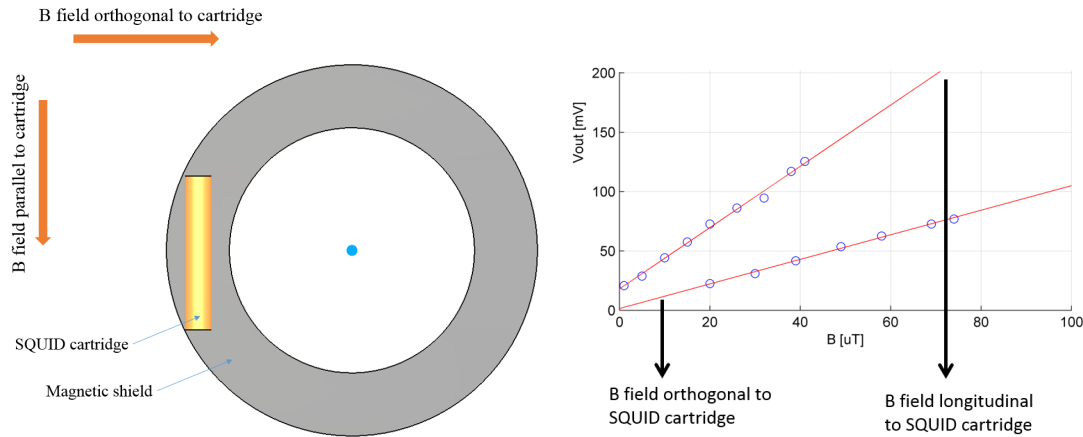 B field orthogonal to cartridge
B field parallel to cartridge
SQUID cartridge
Magnetic shield
Vout [mV]
200
150
100
50
0
0 20 40 60 80 100
B [uT]
B field orthogonal to
SQUID cartridge
B field longitudinal
to SQUID cartridge